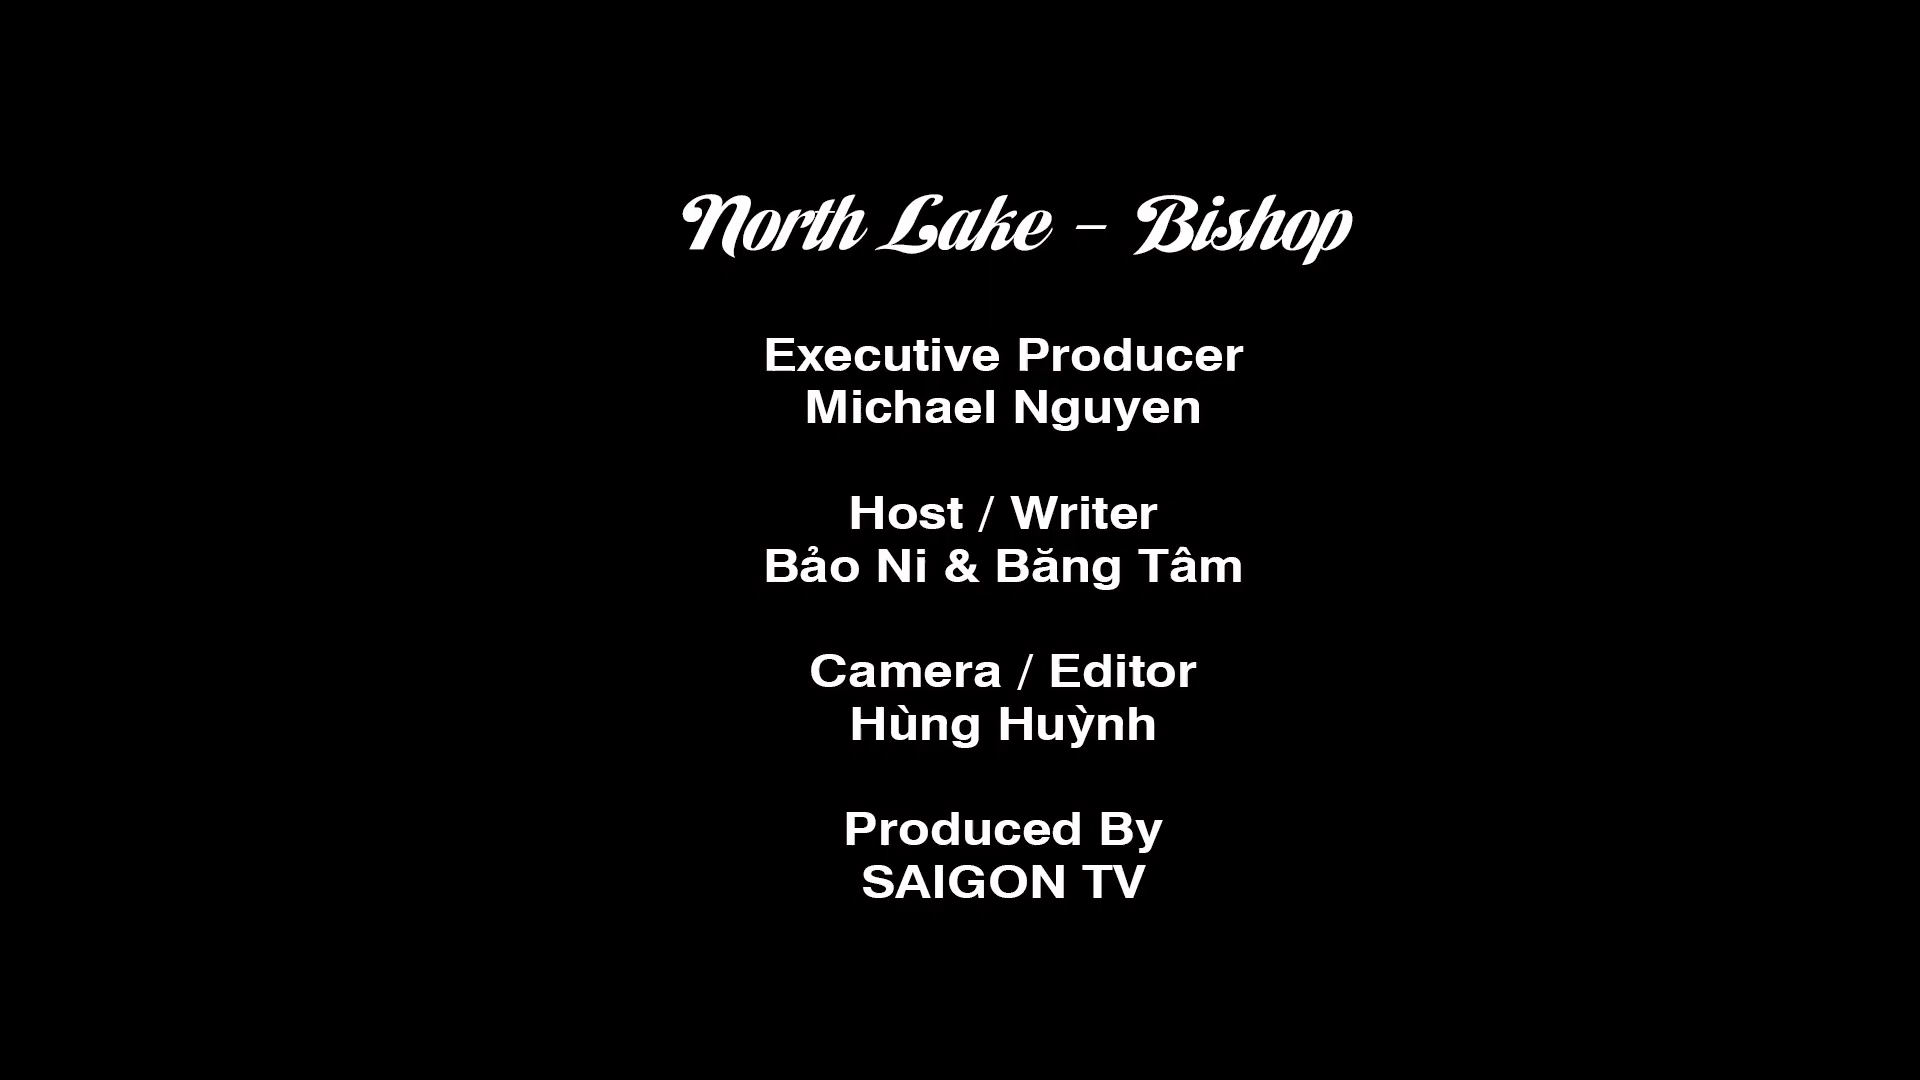 North Lake - Bishop
Executive Producer
Michael Nguyen
Host / Writer
Bảo Ni & Băng Tâm
Camera / Editor
Hùng Huỳnh
Produced By
SAIGON TV